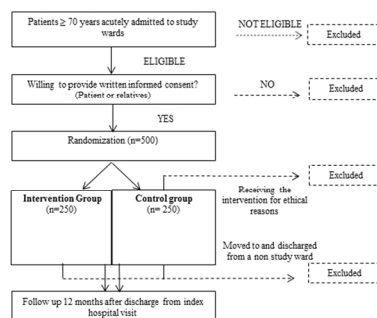 Patients ≥ 70 years acutely admitted to study
wards
NOT ELIGIBLE
Excluded
ELIGIBLE
Willing to provide written informed consent?
(Patient or relatives)
NO
Excluded
YES
Randomization (n=500)
Excluded
Intervention Group
(n=250)
Control group
(n= 250)
Receiving the
intervention for ethical
reasons
Moved to and discharged
from a non study ward
Excluded
Follow up 12 months after discharge from index
hospital visit